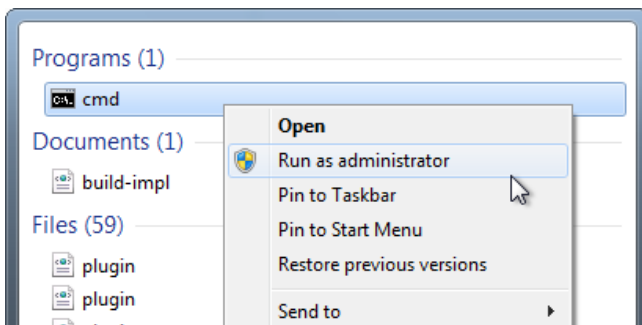 Programs (1)
cmd
Open
Documents (1)
Run as administrator
build-impl
Pin to Taskbar
Files (59)
Pin to Start Menu
plugin
Restore previous versions
plugin
Send to